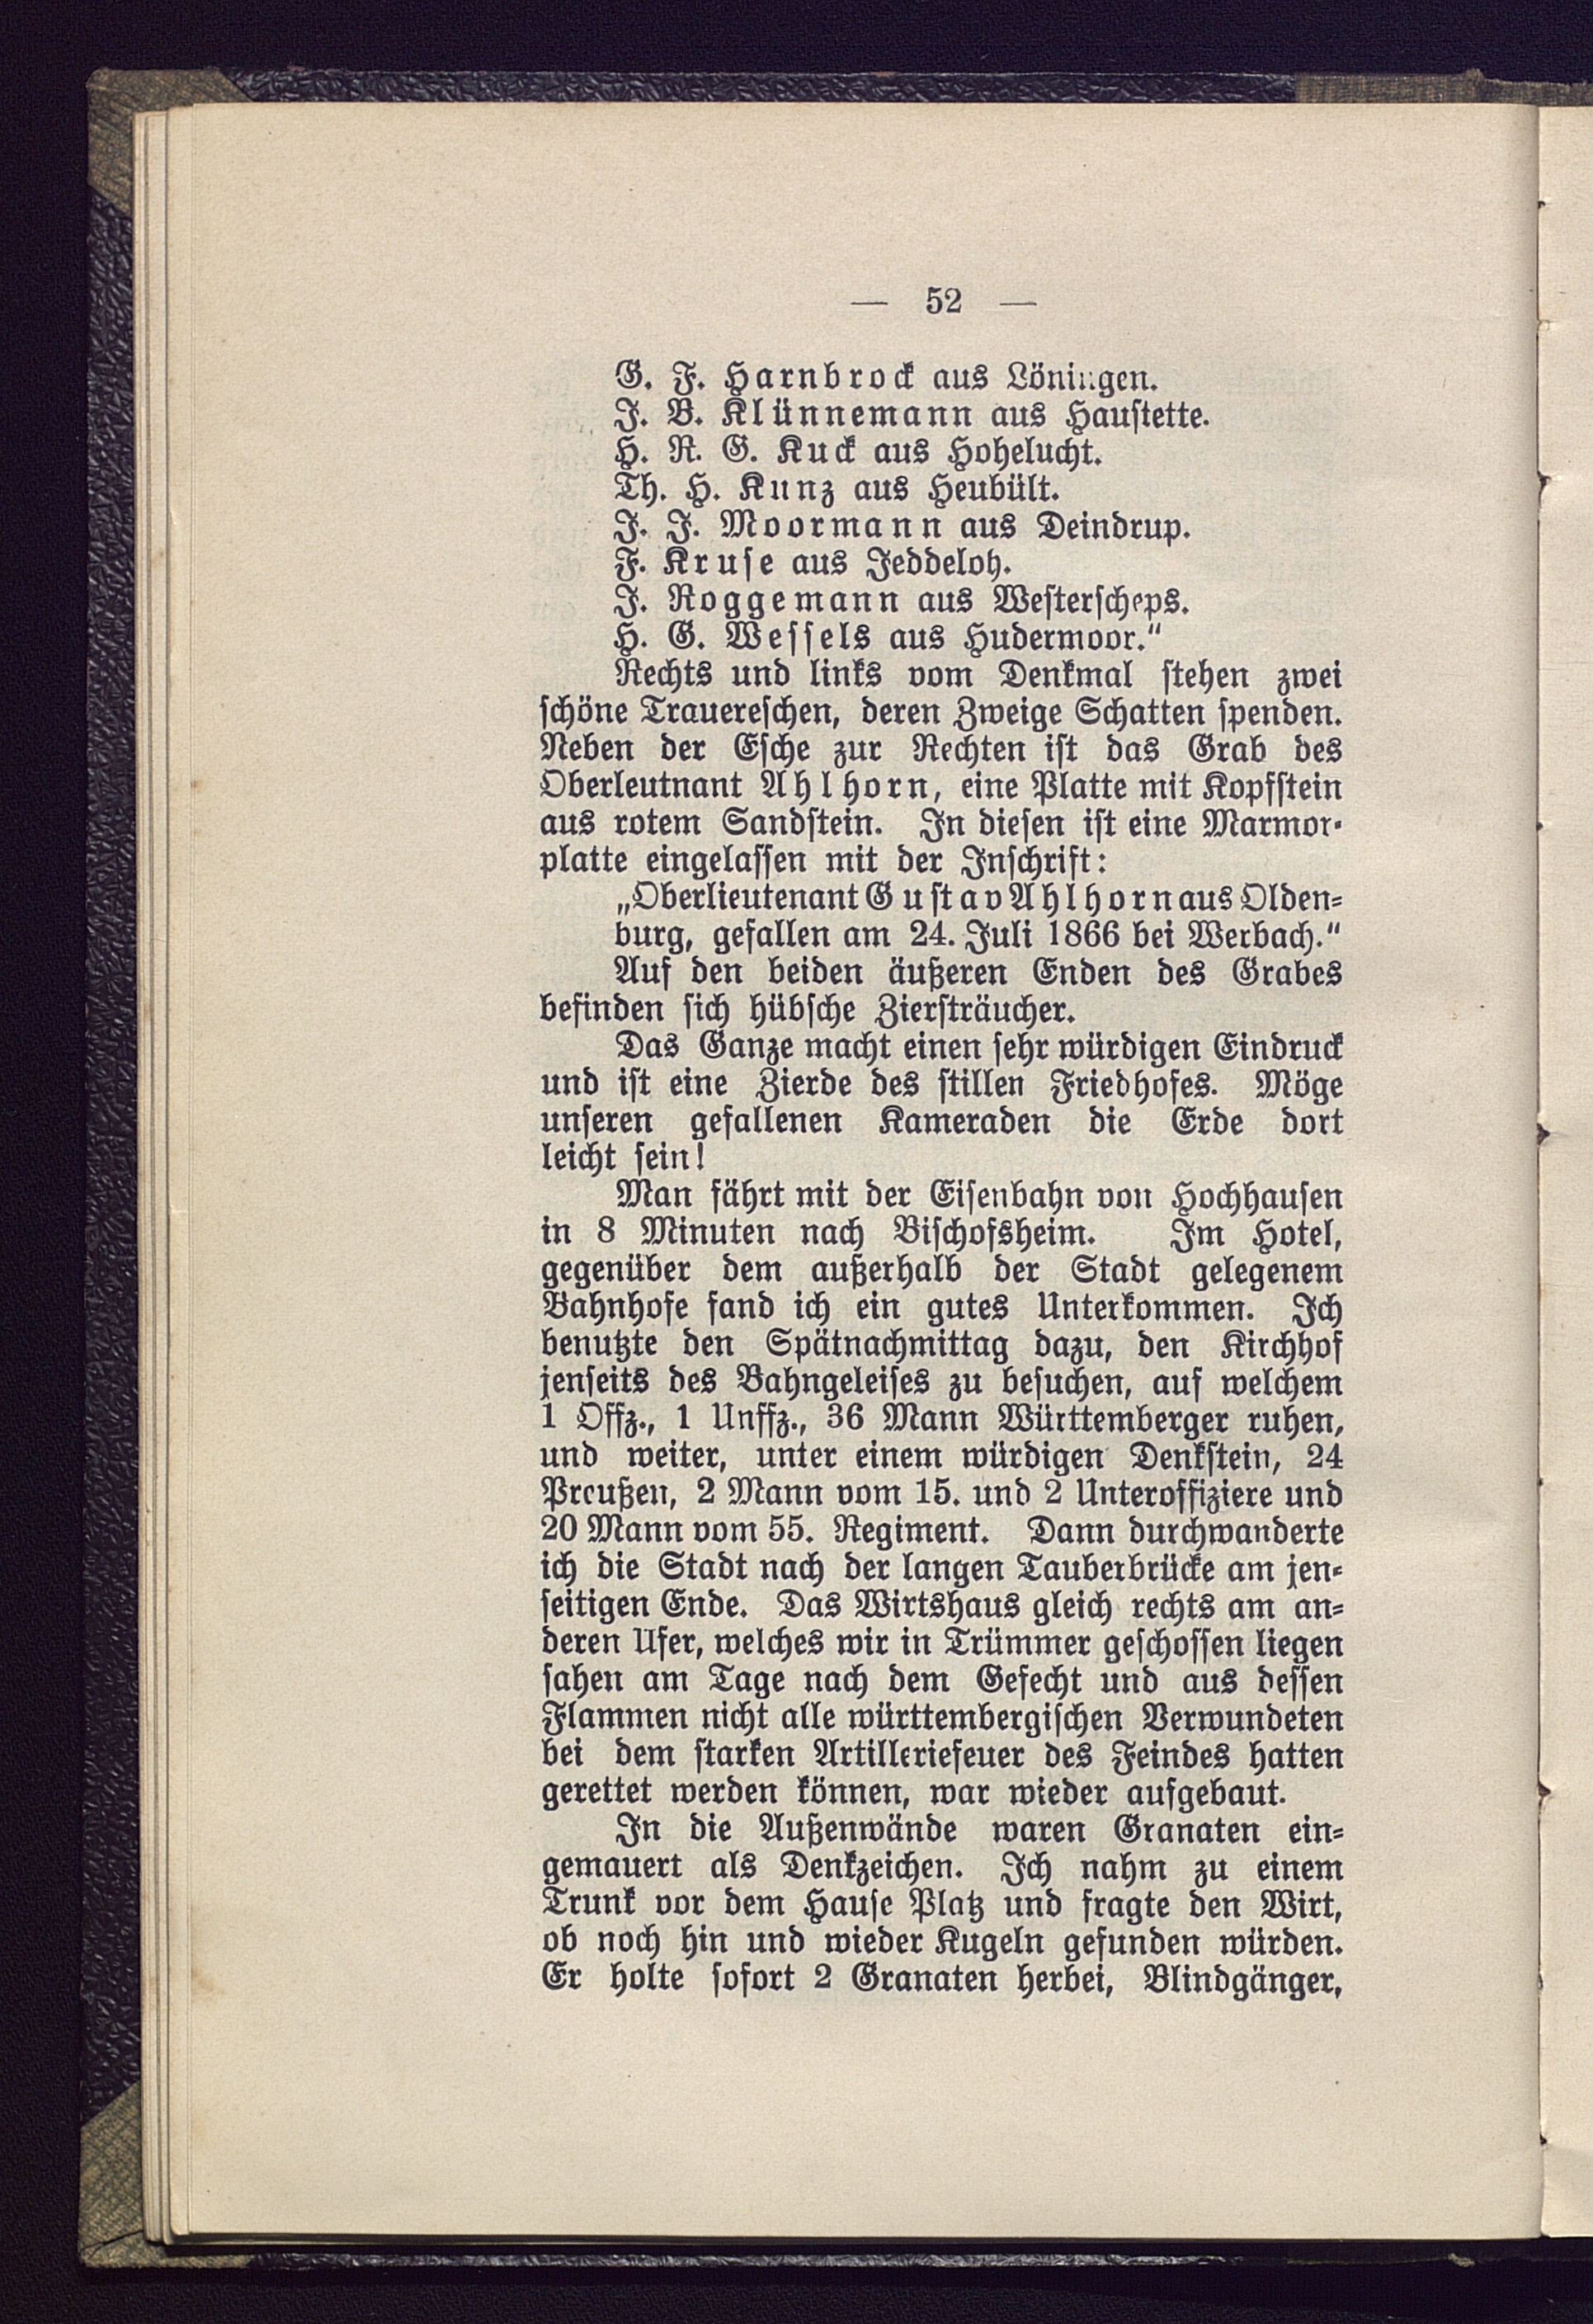 — 52 —
G. F. Harnbrock aus Löningen.
J. B. Klünnemann aus Haustette.
H. R. G. Kuck aus Hohelucht.
Th. H. Kunz aus Heubült.
J. J. Moormann aus Deindrup.
F. Kruse aus Jeddeloh.
J. Roggemann aus Westerscheps.
H. G. Wessels aus Hudermoor.“
Rechts und links vom Denkmal stehen zwei
schöne Trauereschen, deren Zweige Schatten spenden.
Neben der Esche zur Rechten ist das Grab des
Oberleutnant Ahlhorn, eine Platte mit Kopfstein
aus rotem Sandstein. In diesen ist eine Marmor-
platte eingelassen mit der Inschrift:
„Oberlieutenant Gustav Ahlhorn aus Olden-
burg, gefallen am 24. Juli 1866 bei Werbach.“
Auf den beiden äußeren Enden des Grabes
befinden sich hübsche Ziersträucher.
Das Ganze macht einen sehr würdigen Eindruck
und ist eine Zierde des stillen Friedhofes. Möge
unseren gefallenen Kameraden die Erde dort
leicht sein!
Man fährt mit der Eisenbahn von Hochhausen
in 8 Minuten nach Bischofsheim. Im Hotel,
gegenüber dem außerhalb der Stadt gelegenem
Bahnhofe fand ich ein gutes Unterkommen. Ich
benutzte den Spätnachmittag dazu, den Kirchhof
jenseits des Bahngeleises zu besuchen, auf welchem
1 Offz., 1 Unffz., 36 Mann Württemberger ruhen,
und weiter, unter einem würdigen Denkstein, 24
Preußen, 2 Mann vom 15. und 2 Unteroffiziere und
20 Mann vom 55. Regiment. Dann durchwanderte
ich die Stadt nach der langen Tauberbrücke am jen-
seitigen Ende. Das Wirtshaus gleich rechts am an-
deren Ufer, welches wir in Trümmer geschossen liegen
sahen am Tage nach dem Gefecht und aus dessen
Flammen nicht alle württembergischen Verwundeten
bei dem starken Artilleriefeuer des Feindes hatten
gerettet werden können, war wieder aufgebaut.
In die Außenwände waren Granaten ein-
gemauert als Denkzeichen. Ich nahm zu einem
Trunk vor dem Hause Platz und fragte den Wirt,
ob noch hin und wieder Kugeln gefunden würden.
Er holte sofort 2 Granaten herbei, Blindgänger,